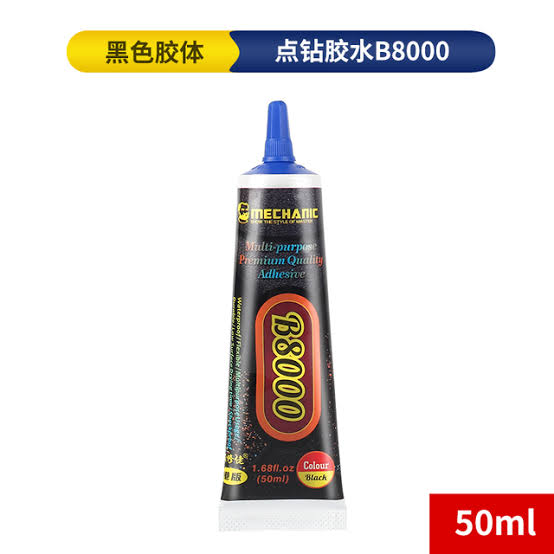 黑色胶体
点钻胶水B8000
MECHANIC
SHOW THE STYLE OF MASTER
Multi-purpose
Premium Quality
Adhesive
B8000
1.68fl.oz
(50ml)
Colour
Black
50ml